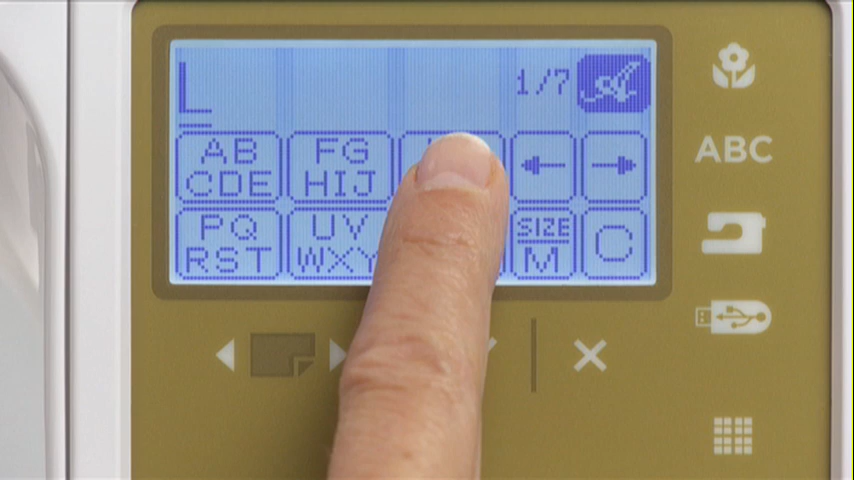 L 1/7
AB FG
CDE HIJ
PQ UV SIZE
RST WXY M C
ABC